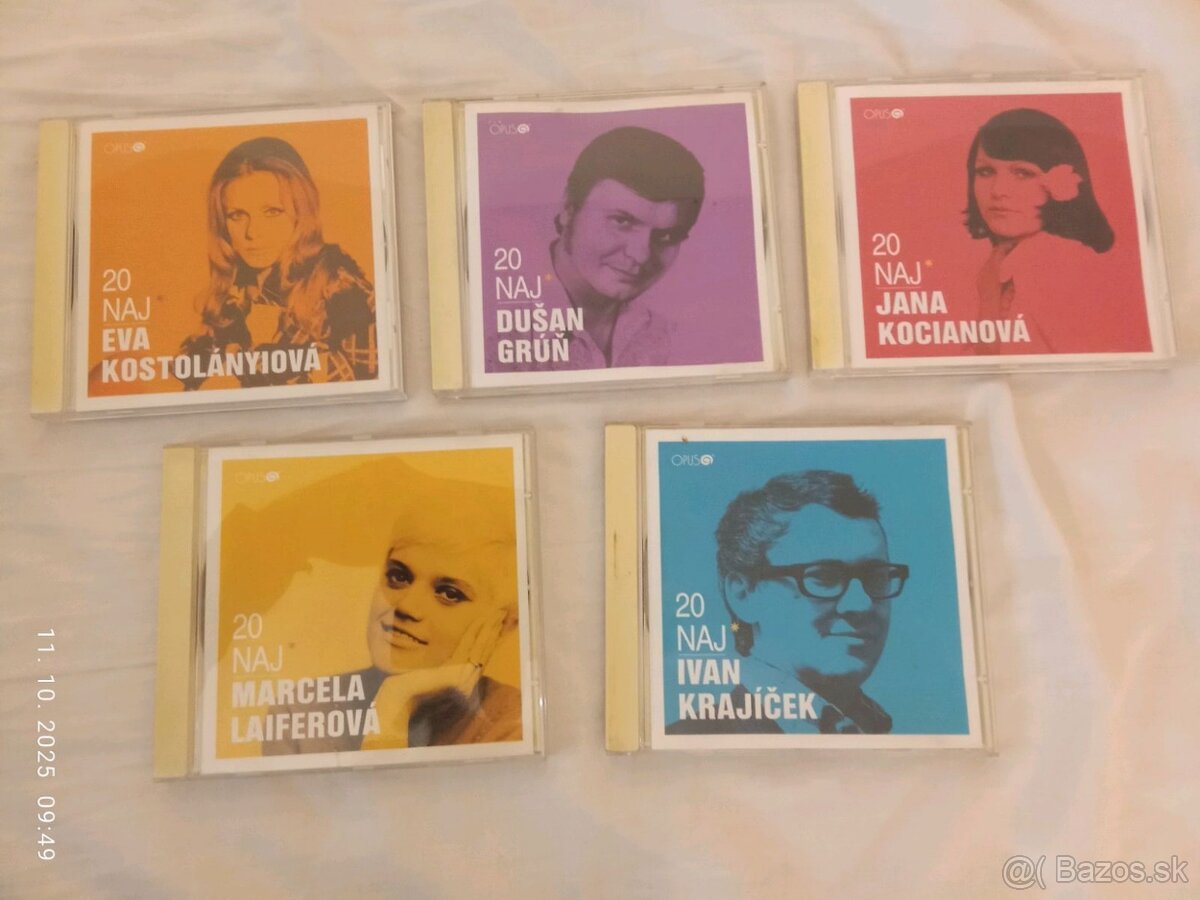 OPUS
20
NAJ
EVA
KOSTOLÁNYIOVÁ
OPUS
20
NAJ*
DUŠAN
GRÚŇ
OPUS
20
NAJ*
JANA
KOCIANOVÁ
OPUS
20
NAJ*
MARCELA
LAIFEROVÁ
OPUS
20
NAJ*
IVAN
KRAJÍČEK
11. 10. 2025 09:49
@( Bazos.sk